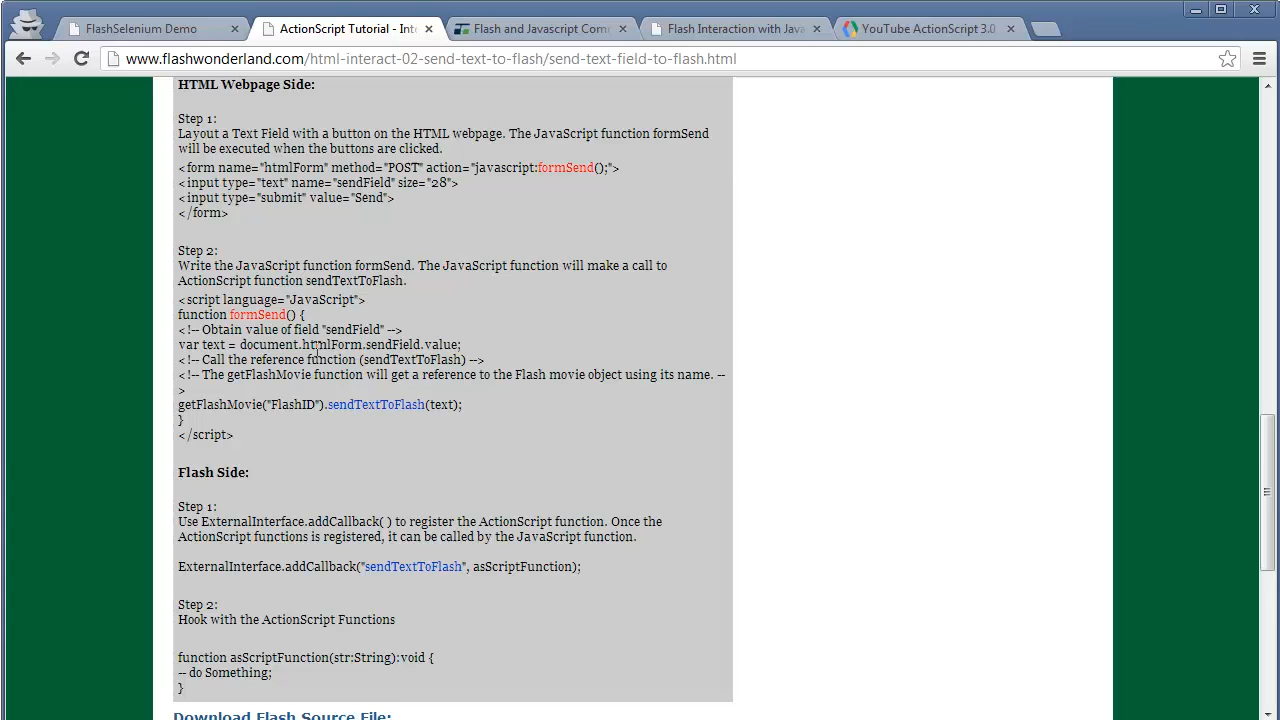 FlashSelenium Demo
ActionScript Tutorial - Inte
Flash and Javascript Com
Flash Interaction with Java
YouTube ActionScript 3.0
www.flashwonderland.com/html-interact-02-send-text-to-flash/send-text-field-to-flash.html
HTML Webpage Side:
Step 1:
Layout a Text Field with a button on the HTML webpage. The JavaScript function formSend
will be executed when the buttons are clicked.
<form name="htmlForm" method="POST" action="javascript:formSend();">
<input type="text" name="sendField" size="28">
<input type="submit" value="Send">
</form>
Step 2:
Write the JavaScript function formSend. The JavaScript function will make a call to
ActionScript function sendTextToFlash.
<script language="JavaScript">
function formSend() {
<!-- Obtain value of field "sendField" -->
var text = document.htmlForm.sendField.value;
<!-- Call the reference function (sendTextToFlash) -->
<!-- The getFlashMovie function will get a reference to the Flash movie object using its name. --
>
getFlashMovie("FlashID").sendTextToFlash(text);
}
</script>
Flash Side:
Step 1:
Use ExternalInterface.addCallback( ) to register the ActionScript function. Once the
ActionScript functions is registered, it can be called by the JavaScript function.
ExternalInterface.addCallback("sendTextToFlash", asScriptFunction);
Step 2:
Hook with the ActionScript Functions
function asScriptFunction(str:String):void {
-- do Something;
}
Download Flash Source File: